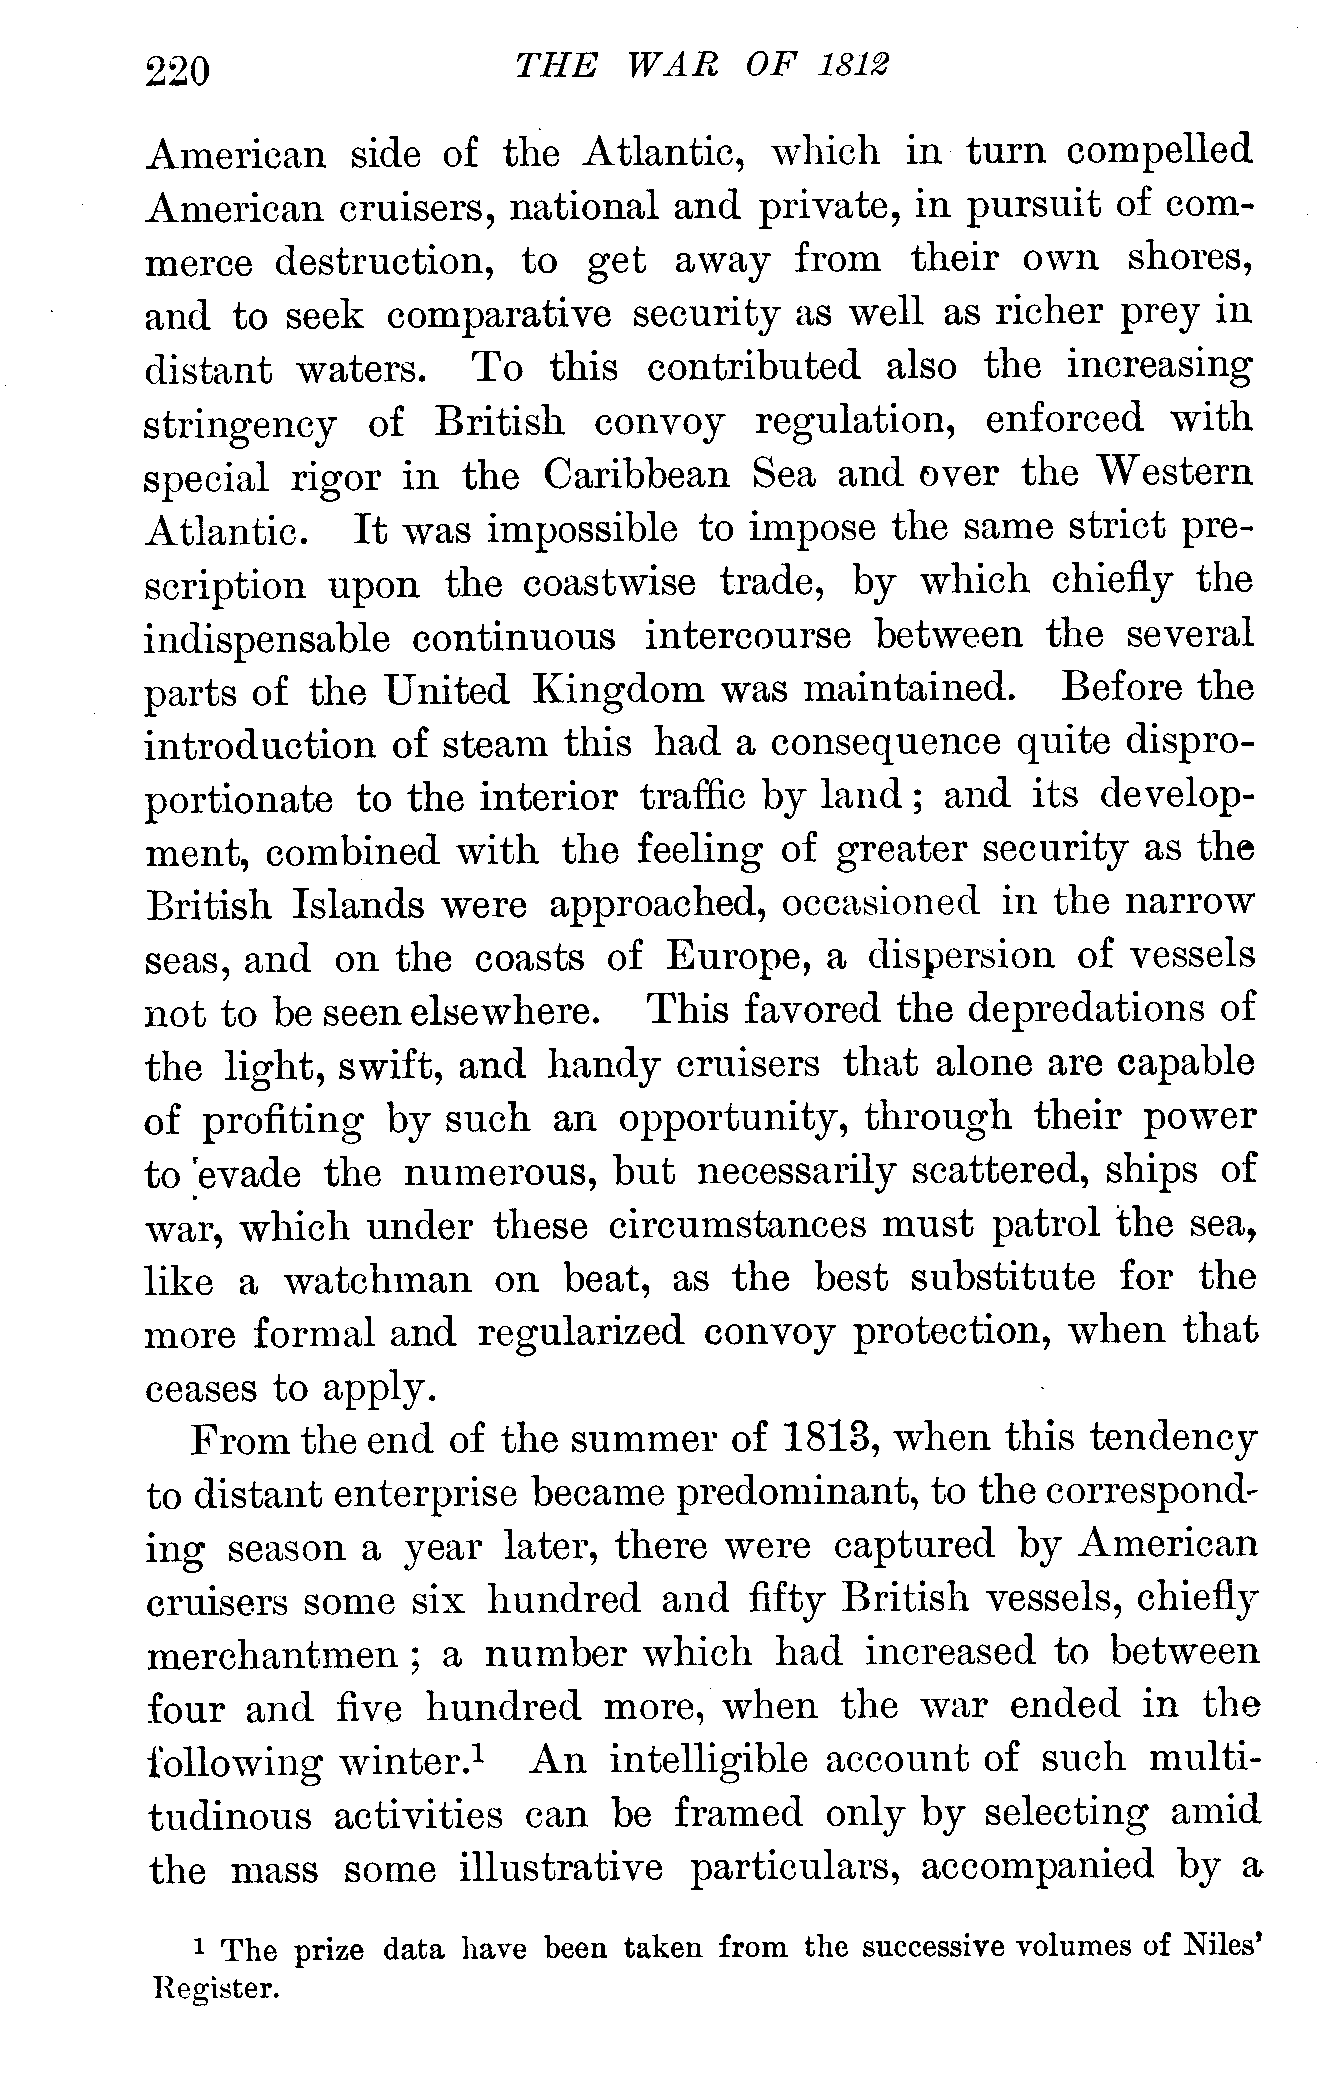 220 THE WAR OF 1812
American side of the Atlantic, which in turn compelled
American cruisers, national and private, in pursuit of com-
merce destruction, to get away from their own shores,
and to seek comparative security as well as richer prey in
distant waters. To this contributed also the increasing
stringency of British convoy regulation, enforced with
special rigor in the Caribbean Sea and over the Western
Atlantic. It was impossible to impose the same strict pre-
scription upon the coastwise trade, by which chiefly the
indispensable continuous intercourse between the several
parts of the United Kingdom was maintained. Before the
introduction of steam this had a consequence quite dispro-
portionate to the interior traffic by land; and its develop-
ment, combined with the feeling of greater security as the
British Islands were approached, occasioned in the narrow
seas, and on the coasts of Europe, a dispersion of vessels
not to be seen elsewhere. This favored the depredations of
the light, swift, and handy cruisers that alone are capable
of profiting by such an opportunity, through their power
to evade the numerous, but necessarily scattered, ships of
war, which under these circumstances must patrol the sea,
like a watchman on beat, as the best substitute for the
more formal and regularized convoy protection, when that
ceases to apply.
From the end of the summer of 1813, when this tendency
to distant enterprise became predominant, to the correspond-
ing season a year later, there were captured by American
cruisers some six hundred and fifty British vessels, chiefly
merchantmen; a number which had increased to between
four and five hundred more, when the war ended in the
following winter.¹ An intelligible account of such multi-
tudinous activities can be framed only by selecting amid
the mass some illustrative particulars, accompanied by a
¹ The prize data have been taken from the successive volumes of Niles'
Register.